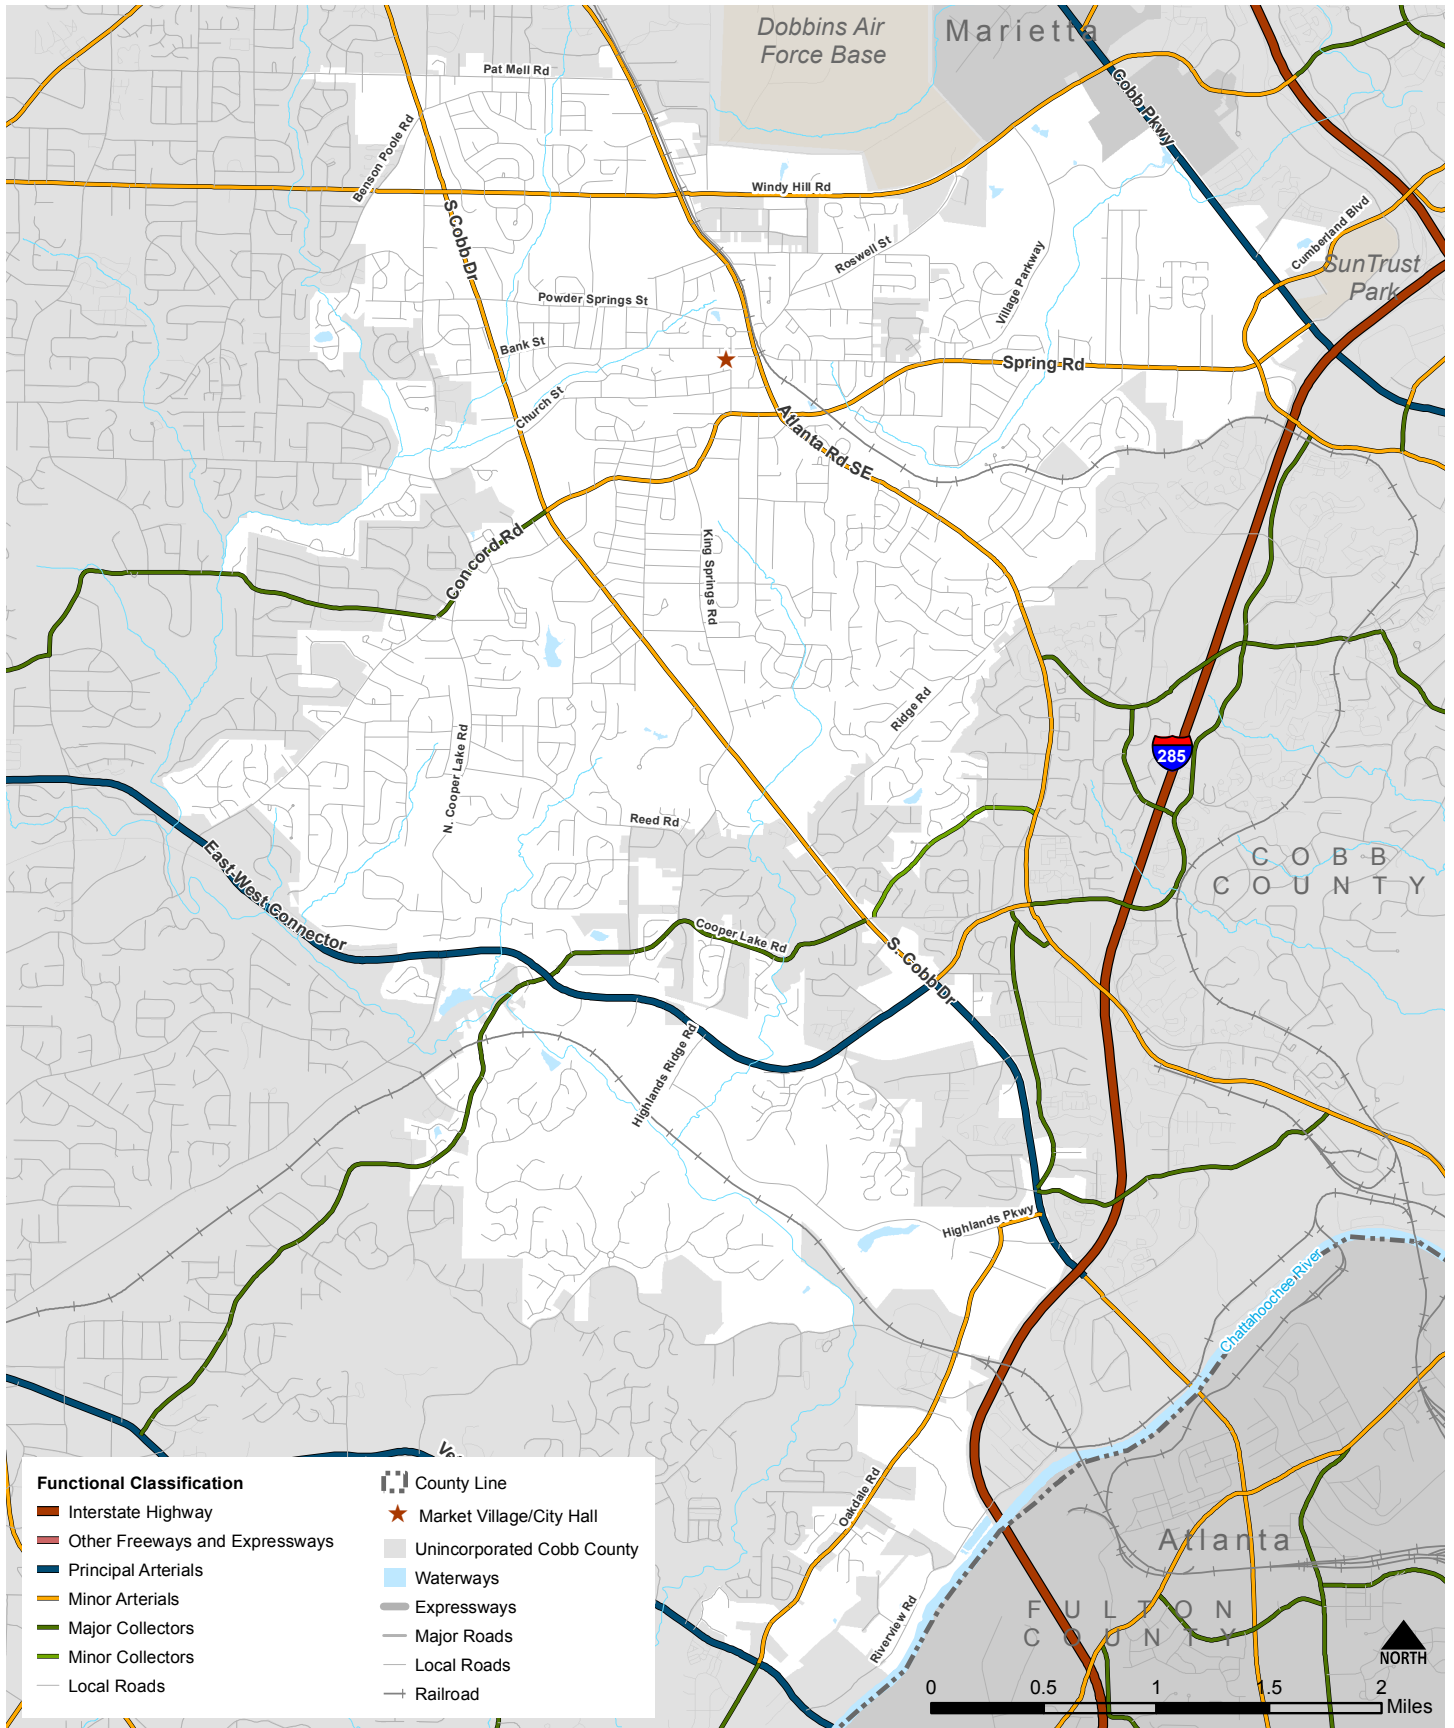 Dobbins Air
Force Base
Marietta
Pat Mell Rd
Cobb Pkwy
Benson Poole Rd
Windy Hill Rd
S Cobb Dr
Cumberland Blvd
Roswell St
Village Parkway
SunTrust
Park
Powder Springs St
Bank St
Spring Rd
Church St
Atlanta Rd SE
Concord Rd
King Springs Rd
Ridge Rd
N. Cooper Lake Rd
285
Reed Rd
COBB
COUNTY
East-West Connector
Cooper Lake Rd
S. Cobb Dr
Highlands Ridge Rd
Highlands Pkwy
Chattahoochee River
Oakdale Rd
Atlanta
Riverview Rd
FULTON
COUNTY
Functional Classification
Interstate Highway
Other Freeways and Expressways
Principal Arterials
Minor Arterials
Major Collectors
Minor Collectors
Local Roads
County Line
Market Village/City Hall
Unincorporated Cobb County
Waterways
Expressways
Major Roads
Local Roads
Railroad
NORTH
0 0.5 1 1.5 2
Miles